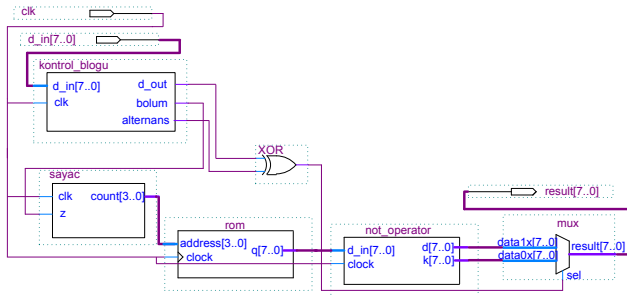 clk
d_in[7..0]
kontrol_blogu
d_in[7..0] d_out
clk bolum
alternans
XOR
sayac
clk count[3..0]
z
result[7..0]
rom
address[3..0] q[7..0]
clock
not_operator
d_in[7..0] d[7..0]
clock k[7..0]
mux
data1x[7..0] result[7..0]
data0x[7..0]
sel